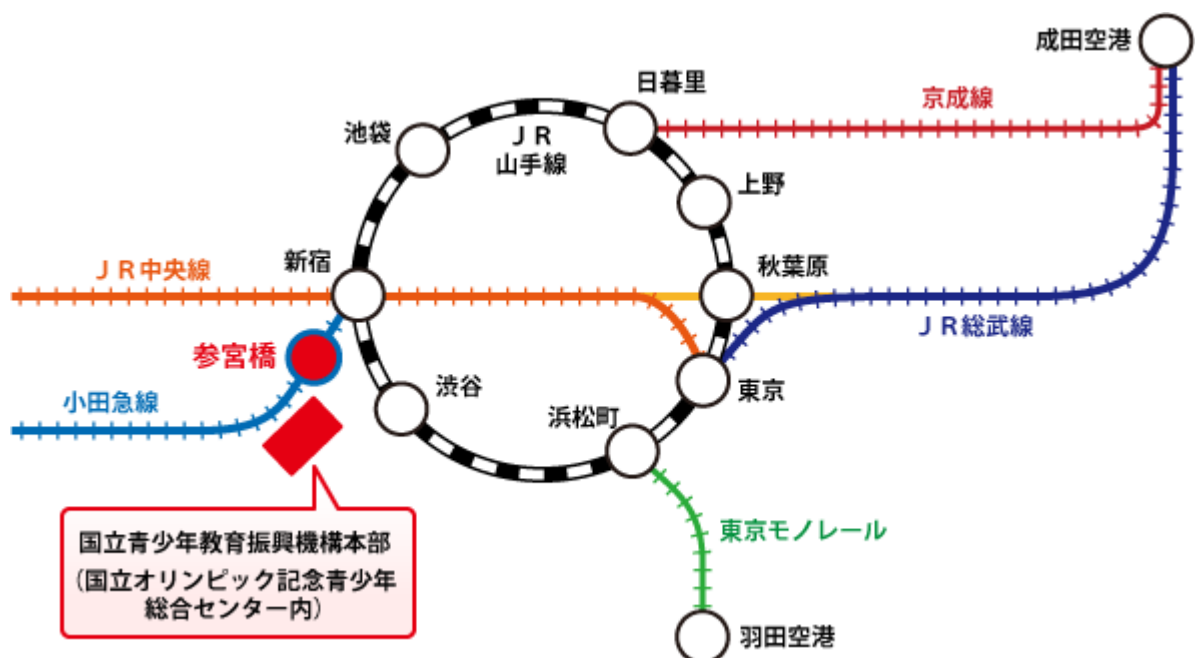 成田空港
日暮里
京成線
池袋
ＪＲ
山手線
上野
新宿
秋葉原
ＪＲ中央線
ＪＲ総武線
参宮橋
小田急線
渋谷
東京
浜松町
東京モノレール
国立青少年教育振興機構本部
（国立オリンピック記念青少年
総合センター内）
羽田空港